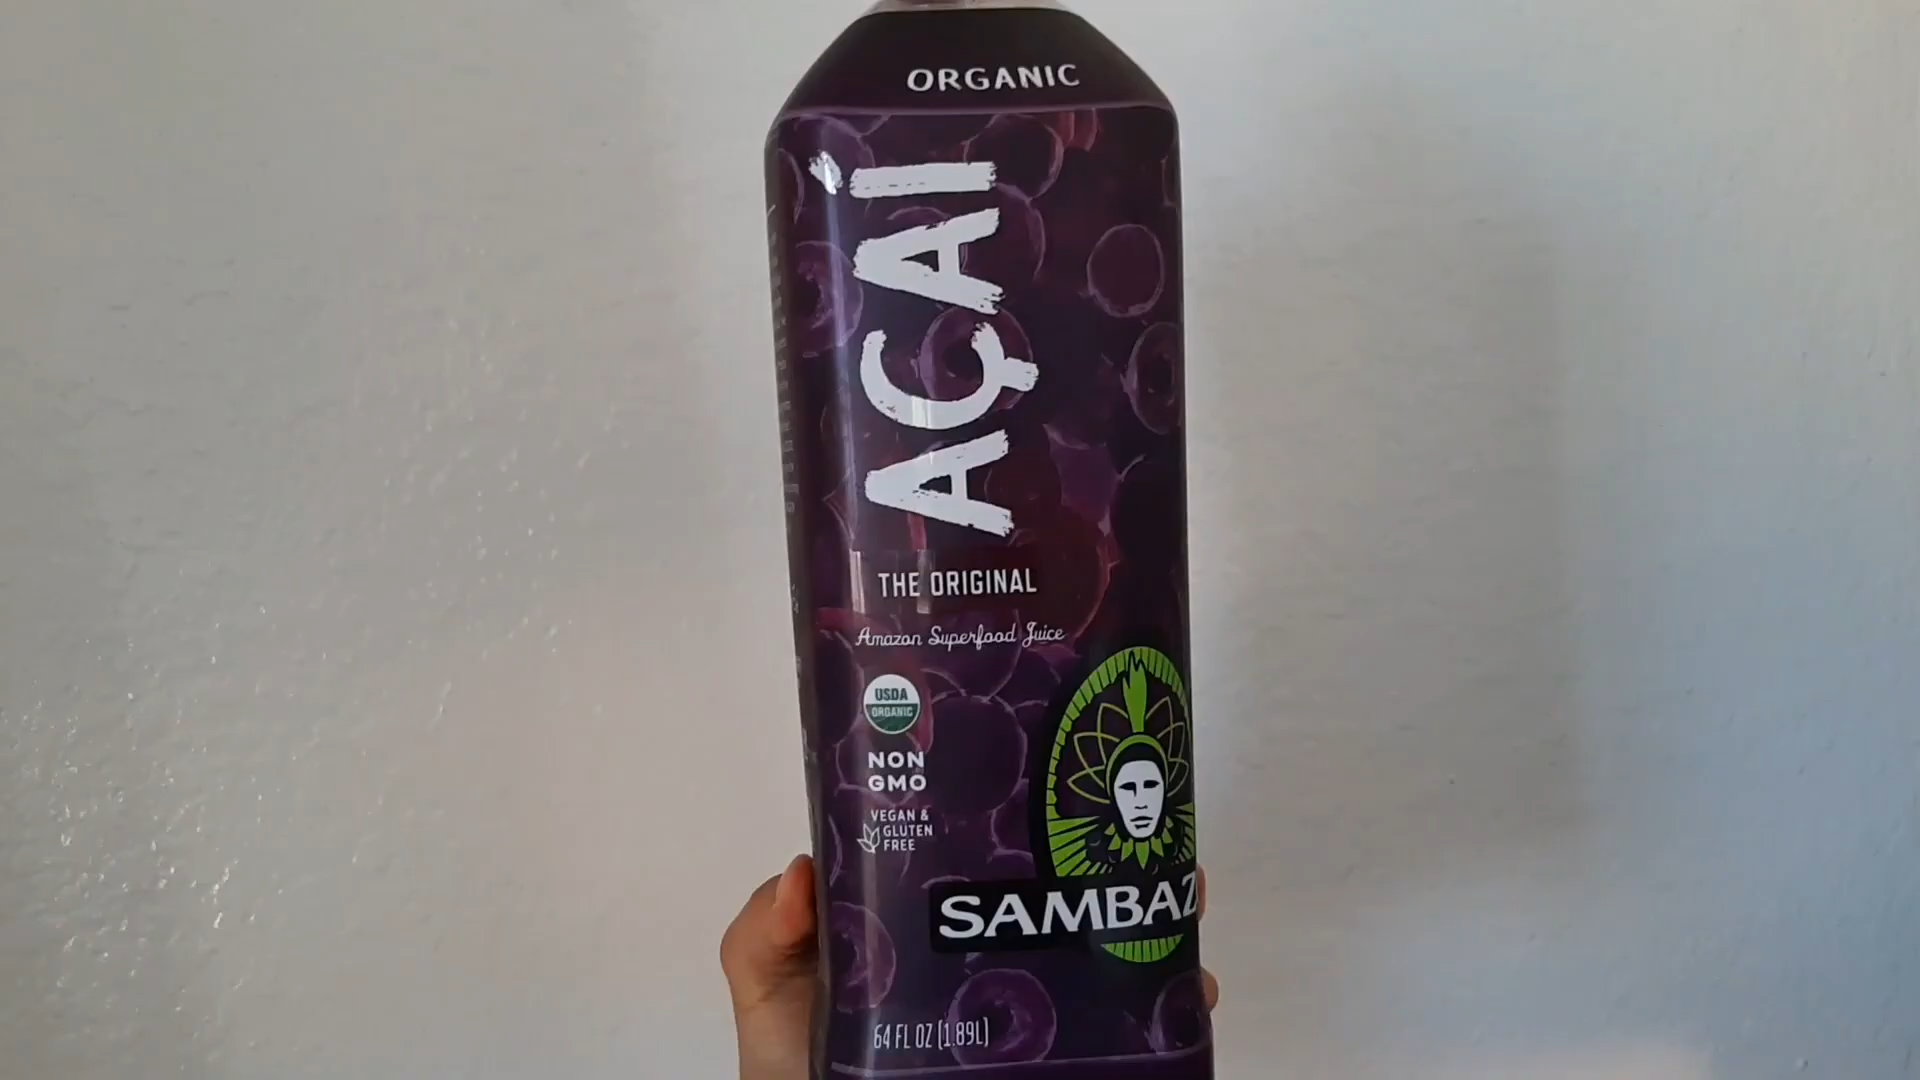 ORGANIC
AÇAÍ
THE ORIGINAL
Amazon Superfood Juice
USDA
ORGANIC
NON
GMO
VEGAN &
GLUTEN
FREE
SAMBAZ
64 FL OZ (1.89L)